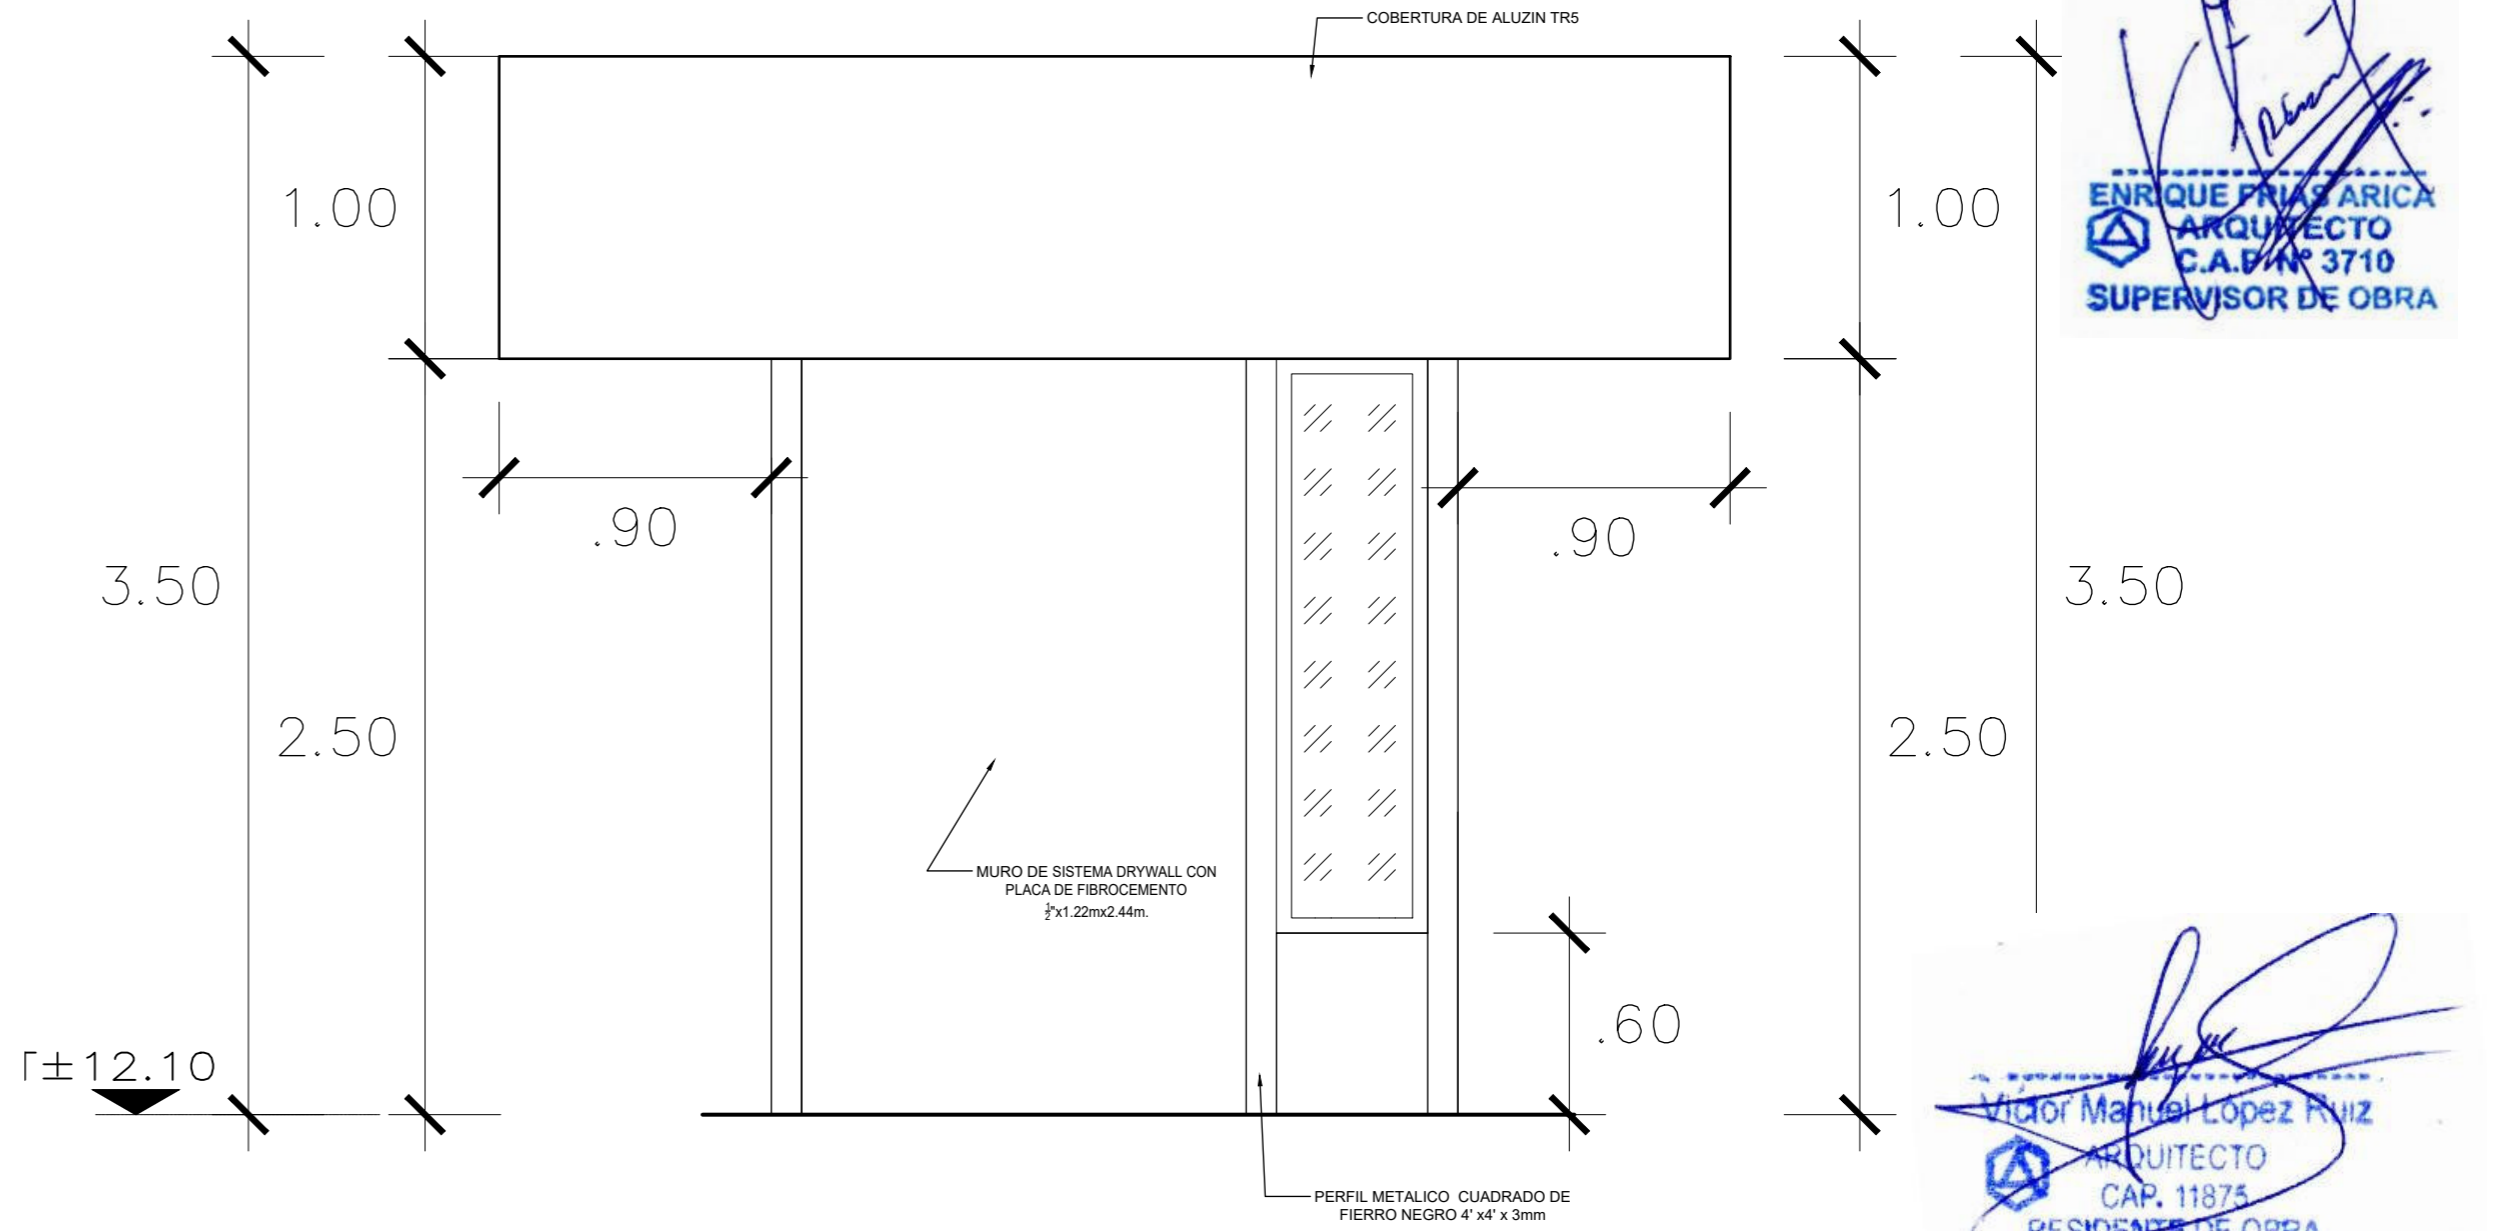 COBERTURA DE ALUZIN TR5
1.00
1.00
ENRIQUE FRIAS ARICA
ARQUITECTO
C.A.P. Nº 3710
SUPERVISOR DE OBRA
.90
.90
3.50
3.50
2.50
2.50
MURO DE SISTEMA DRYWALL CON
PLACA DE FIBROCEMENTO
½"x1.22mx2.44m.
.60
±12.10
Victor Manuel López Ruiz
ARQUITECTO
CAP. 11875
RESIDENTE DE OBRA
PERFIL METALICO CUADRADO DE
FIERRO NEGRO 4' x4' x 3mm